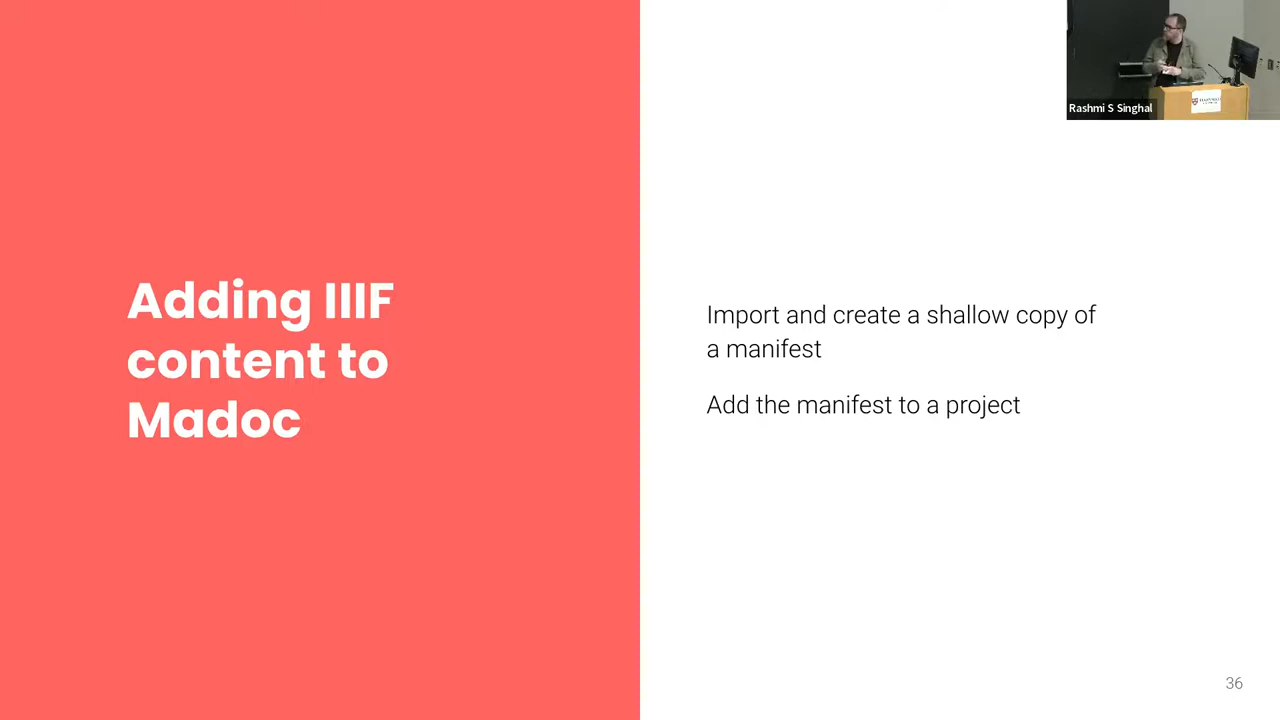 Adding IIIF
content to
Madoc
Import and create a shallow copy of
a manifest
Add the manifest to a project
Rashmi S Singhal
36